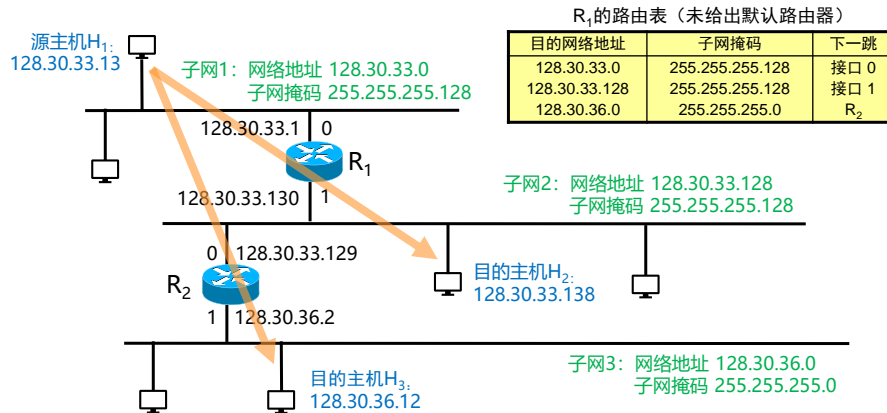 R₁的路由表（未给出默认路由器）
目的网络地址 子网掩码 下一跳
128.30.33.0 255.255.255.128 接口 0
128.30.33.128 255.255.255.128 接口 1
128.30.36.0 255.255.255.0 R₂
源主机H₁：
128.30.33.13
子网1：网络地址 128.30.33.0
子网掩码 255.255.255.128
128.30.33.1 0
R₁
128.30.33.130 1
子网2：网络地址 128.30.33.128
子网掩码 255.255.255.128
0 128.30.33.129
R₂
目的主机H₂：
128.30.33.138
1 128.30.36.2
子网3：网络地址 128.30.36.0
子网掩码 255.255.255.0
目的主机H₃：
128.30.36.12